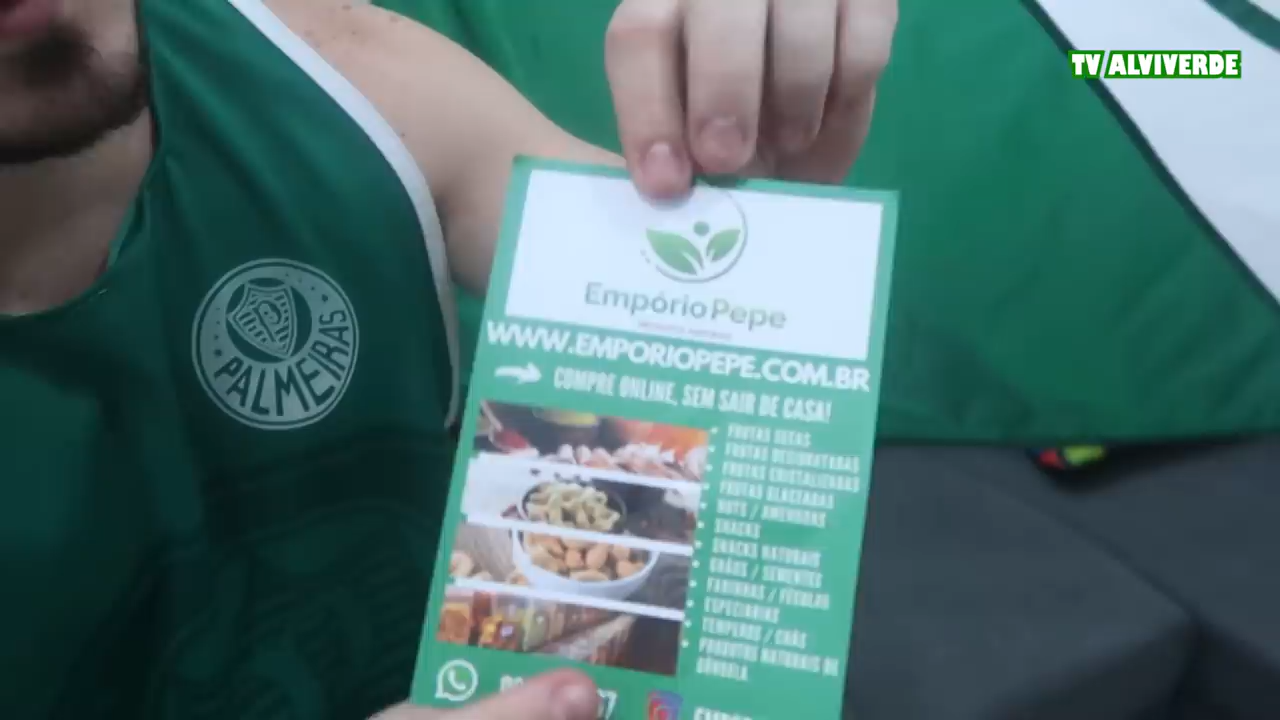 TV ALVIVERDE
PALMEIRAS
Empório Pepe
WWW.EMPORIOPEPE.COM.BR
COMPRE ONLINE, SEM SAIR DE CASA!
FRUTAS SECAS
FRUTAS DESIDRATADAS
FRUTAS CRISTALIZADAS
FRUTAS GLACEADAS
NUTS / AMENDOAS
SNACKS
SNACKS NATURAIS
GRÃOS / SEMENTES
FARINHAS / FÉCULAS
ESPECIARIAS
TEMPEROS / CHÁS
PRODUTOS NATURAIS DE
GÔNDOLA